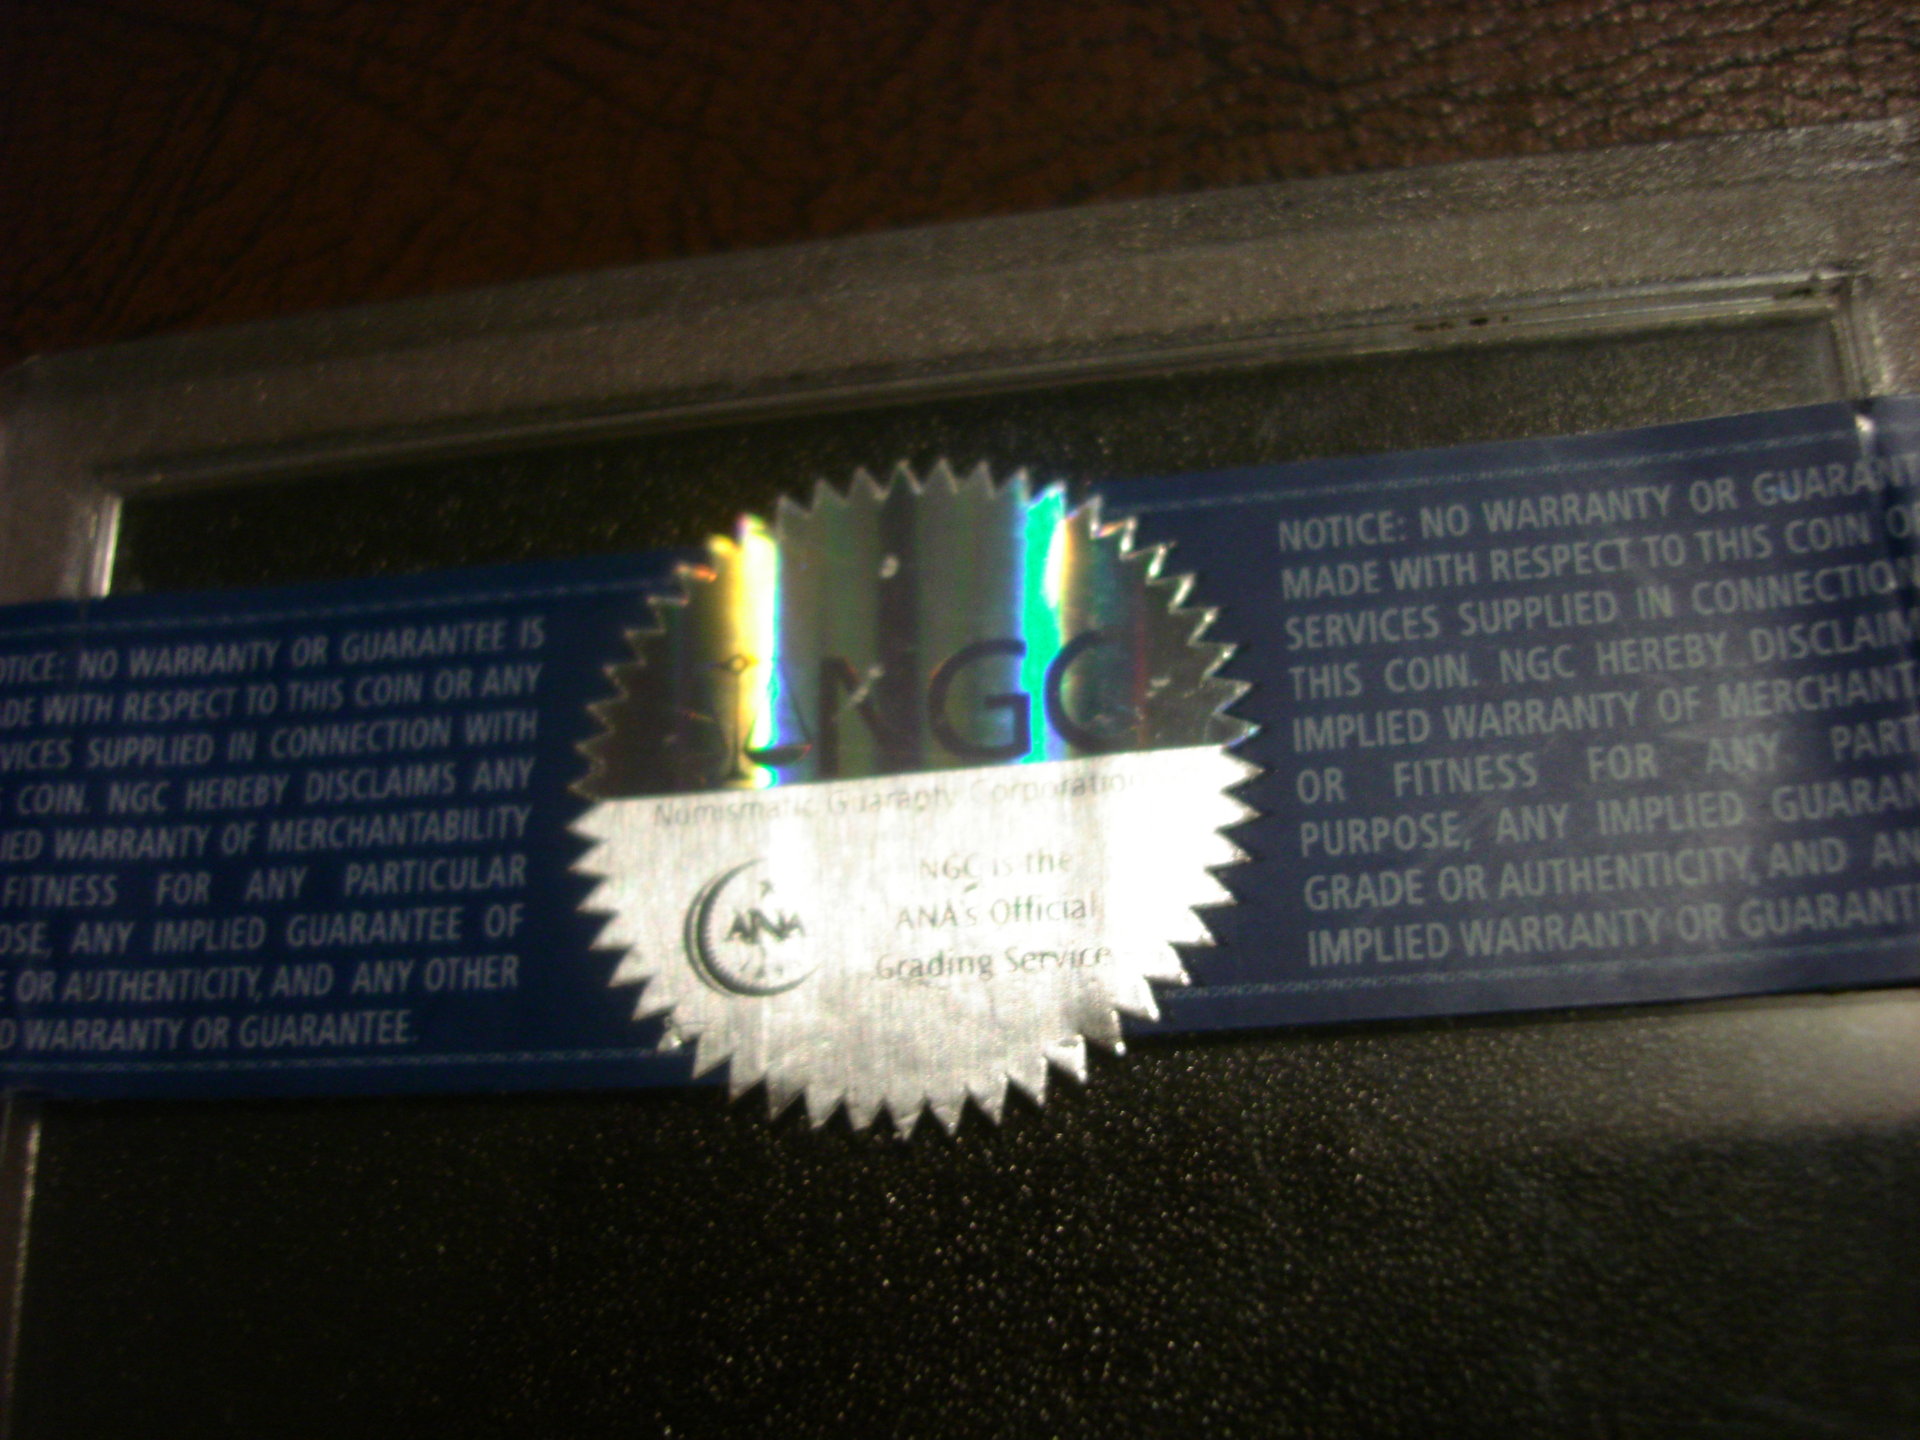 OTICE: NO WARRANTY OR GUARANTEE IS
ADE WITH RESPECT TO THIS COIN OR ANY
VICES SUPPLIED IN CONNECTION WITH
COIN. NGC HEREBY DISCLAIMS ANY
IED WARRANTY OF MERCHANTABILITY
FITNESS FOR ANY PARTICULAR
OSE, ANY IMPLIED GUARANTEE OF
E OR AUTHENTICITY, AND ANY OTHER
D WARRANTY OR GUARANTEE.
NGC
Numismatic Guaranty Corporation
ANA
NGC is the
ANA's Official
Grading Service
NOTICE: NO WARRANTY OR GUARANT
MADE WITH RESPECT TO THIS COIN O
SERVICES SUPPLIED IN CONNECTION
THIS COIN. NGC HEREBY DISCLAIM
IMPLIED WARRANTY OF MERCHANT
OR FITNESS FOR ANY PART
PURPOSE, ANY IMPLIED GUARAN
GRADE OR AUTHENTICITY, AND AN
IMPLIED WARRANTY OR GUARANT